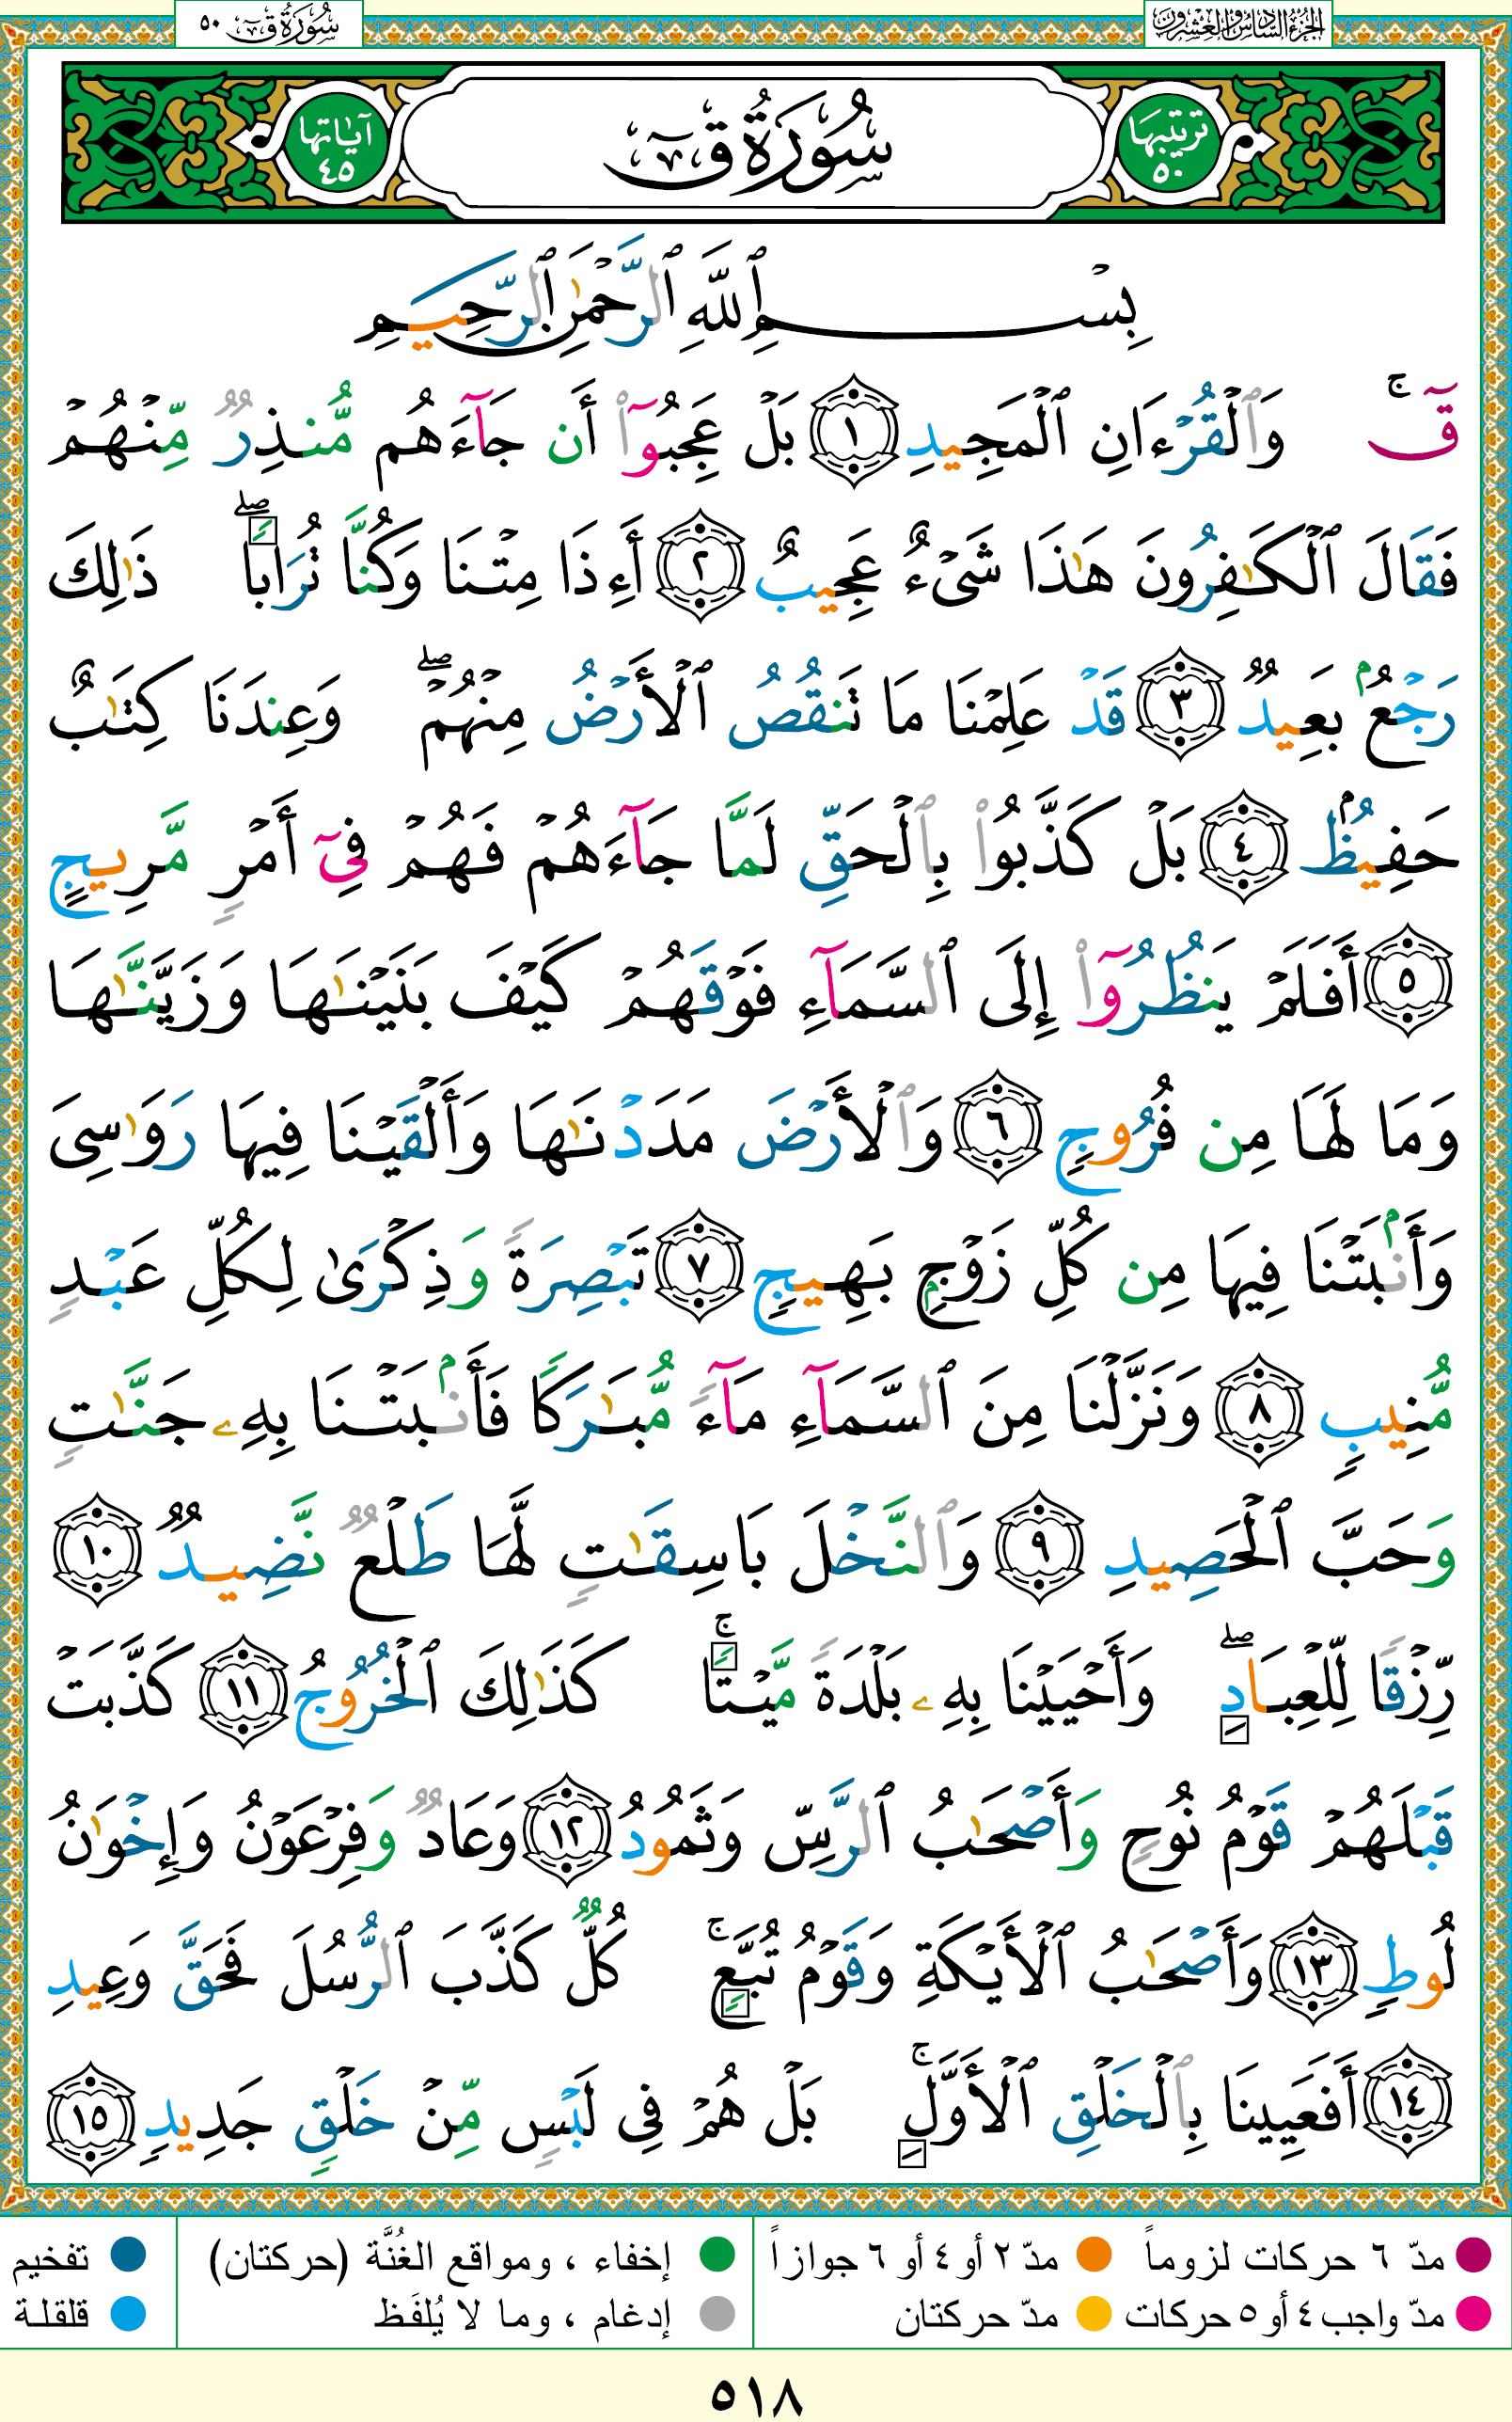 الجزء السادس والعشرون
سورة ق ٥٠
ترتيبها ٥٠
سُورَةُ قٓ
آياتها ٤٥
بِسْمِ ٱللَّهِ ٱلرَّحْمَٰنِ ٱلرَّحِيمِ
قٓ ۚ وَٱلْقُرْءَانِ ٱلْمَجِيدِ ١ بَلْ عَجِبُوٓا۟ أَن جَآءَهُم مُّنذِرٌ مِّنْهُمْ
فَقَالَ ٱلْكَٰفِرُونَ هَٰذَا شَىْءٌ عَجِيبٌ ٢ أَءِذَا مِتْنَا وَكُنَّا تُرَابًا ۖ ذَٰلِكَ
رَجْعٌۢ بَعِيدٌ ٣ قَدْ عَلِمْنَا مَا تَنقُصُ ٱلْأَرْضُ مِنْهُمْ ۖ وَعِندَنَا كِتَٰبٌ
حَفِيظٌۢ ٤ بَلْ كَذَّبُوا۟ بِٱلْحَقِّ لَمَّا جَآءَهُمْ فَهُمْ فِىٓ أَمْرٍ مَّرِيجٍ
٥ أَفَلَمْ يَنظُرُوٓا۟ إِلَى ٱلسَّمَآءِ فَوْقَهُمْ كَيْفَ بَنَيْنَٰهَا وَزَيَّنَّٰهَا
وَمَا لَهَا مِن فُرُوجٍ ٦ وَٱلْأَرْضَ مَدَدْنَٰهَا وَأَلْقَيْنَا فِيهَا رَوَٰسِىَ
وَأَنۢبَتْنَا فِيهَا مِن كُلِّ زَوْجٍۭ بَهِيجٍ ٧ تَبْصِرَةً وَذِكْرَىٰ لِكُلِّ عَبْدٍ
مُّنِيبٍ ٨ وَنَزَّلْنَا مِنَ ٱلسَّمَآءِ مَآءً مُّبَٰرَكًا فَأَنۢبَتْنَا بِهِۦ جَنَّٰتٍ
وَحَبَّ ٱلْحَصِيدِ ٩ وَٱلنَّخْلَ بَاسِقَٰتٍ لَّهَا طَلْعٌ نَّضِيدٌ ١٠
رِّزْقًا لِّلْعِبَادِ ۖ وَأَحْيَيْنَا بِهِۦ بَلْدَةً مَّيْتًا ۚ كَذَٰلِكَ ٱلْخُرُوجُ ١١ كَذَّبَتْ
قَبْلَهُمْ قَوْمُ نُوحٍ وَأَصْحَٰبُ ٱلرَّسِّ وَثَمُودُ ١٢ وَعَادٌ وَفِرْعَوْنُ وَإِخْوَٰنُ
لُوطٍ ١٣ وَأَصْحَٰبُ ٱلْأَيْكَةِ وَقَوْمُ تُبَّعٍ ۚ كُلٌّ كَذَّبَ ٱلرُّسُلَ فَحَقَّ وَعِيدِ
١٤ أَفَعَيِينَا بِٱلْخَلْقِ ٱلْأَوَّلِ ۚ بَلْ هُمْ فِى لَبْسٍ مِّنْ خَلْقٍ جَدِيدٍ ١٥
مدّ ٦ حركات لزوماً مدّ ٢ أو ٤ أو ٦ جوازاً إخفاء ، ومواقع الغُنَّة (حركتان) تفخيم
مدّ واجب ٤ أو ٥ حركات مدّ حركتان إدغام ، وما لا يُلفَظ قلقلة
٥١٨